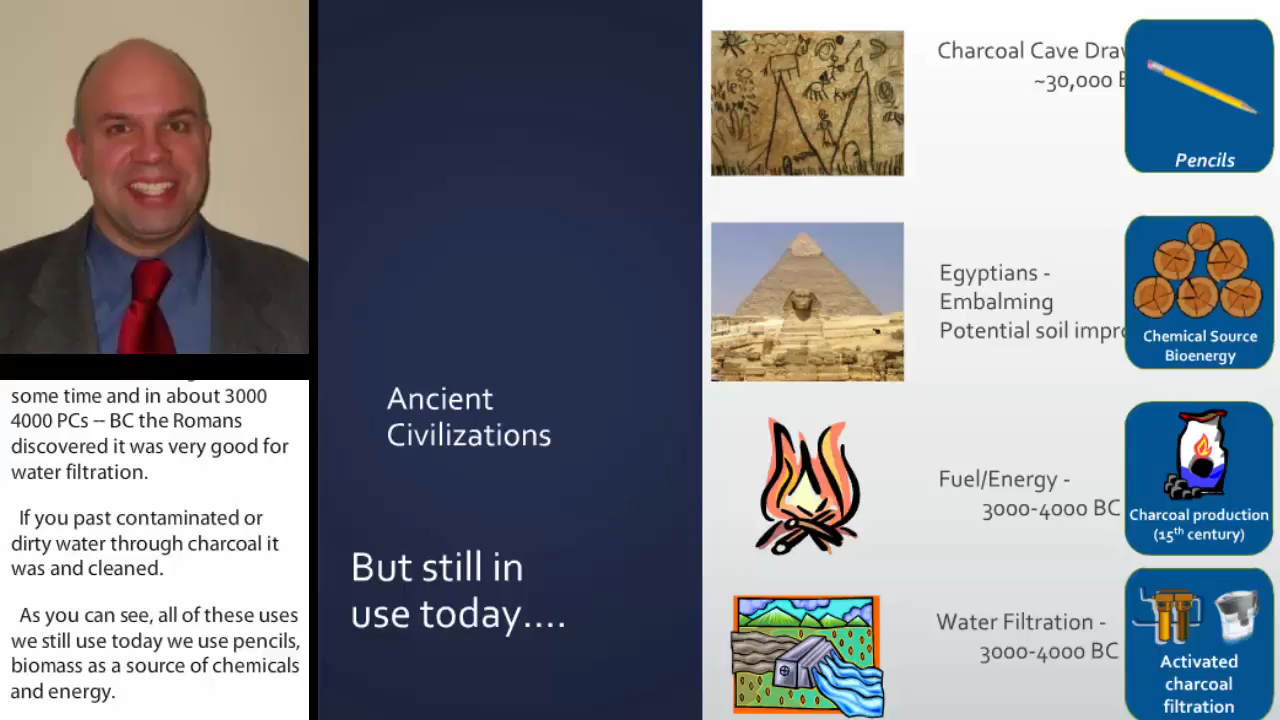 some time and in about 3000
4000 PCs -- BC the Romans
discovered it was very good for
water filtration.
If you past contaminated or
dirty water through charcoal it
was and cleaned.
As you can see, all of these uses
we still use today we use pencils,
biomass as a source of chemicals
and energy.
Ancient
Civilizations
But still in
use today....
Charcoal Cave
~30,000
Pencils
Egyptians -
Embalming
Potential soil
Chemical Source
Bioenergy
Fuel/Energy -
3000-4000 BC
Charcoal production
(15th century)
Water Filtration -
3000-4000 BC
Activated
charcoal
filtration